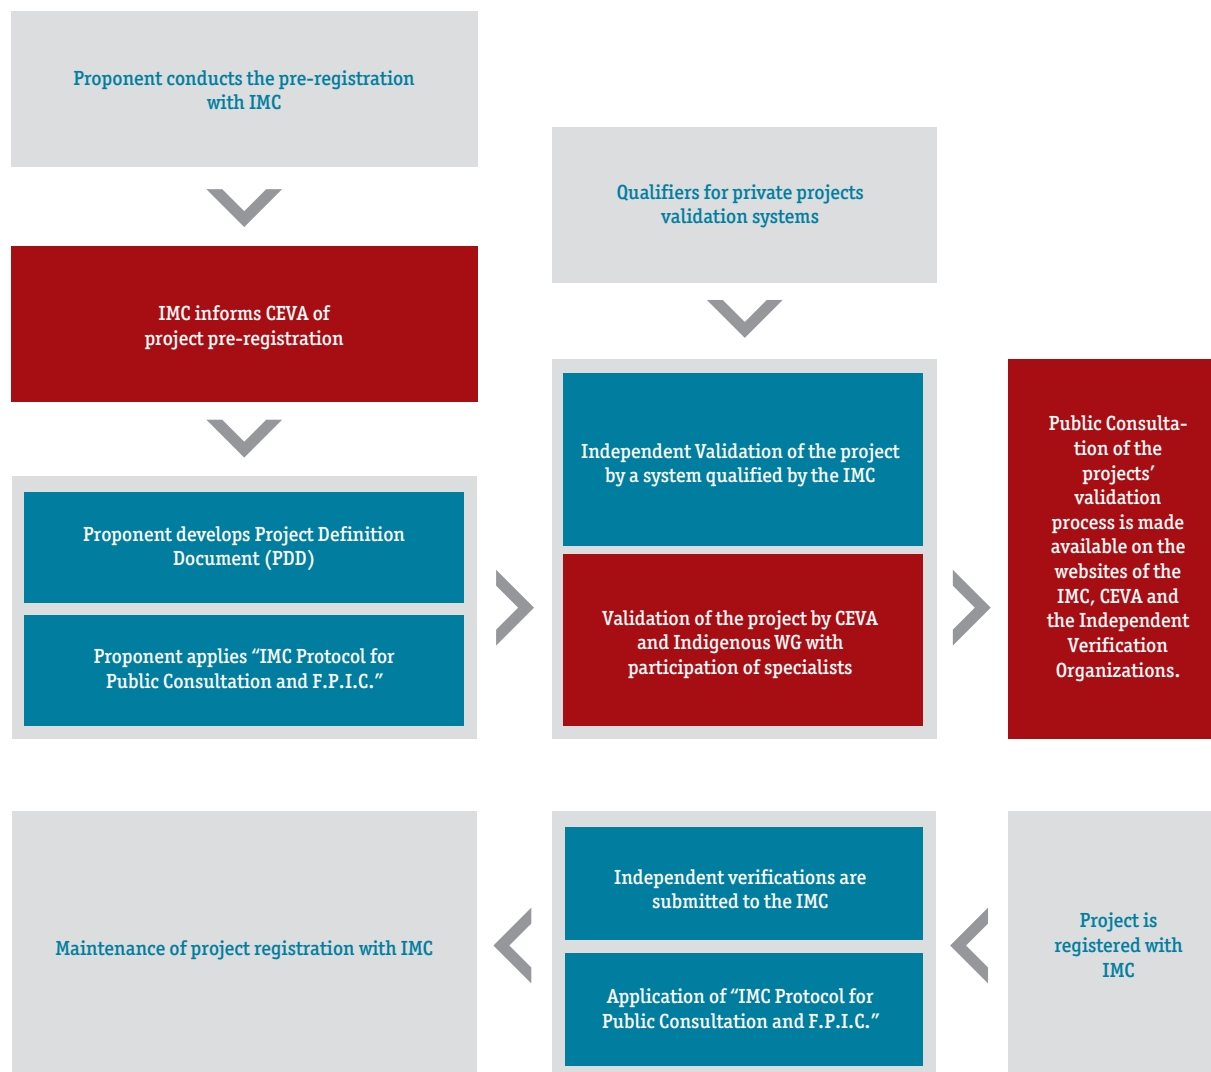 Proponent conducts the pre-registration
with IMC
IMC informs CEVA of
project pre-registration
Proponent develops Project Definition
Document (PDD)
Proponent applies “IMC Protocol for
Public Consultation and F.P.I.C.”
Qualifiers for private projects
validation systems
Independent Validation of the project
by a system qualified by the IMC
Validation of the project by CEVA
and Indigenous WG with
participation of specialists
Public Consulta-
tion of the
projects’
validation
process is made
available on the
websites of the
IMC, CEVA and
the Independent
Verification
Organizations.
Project is
registered with
IMC
Independent verifications are
submitted to the IMC
Application of “IMC Protocol for
Public Consultation and F.P.I.C.”
Maintenance of project registration with IMC